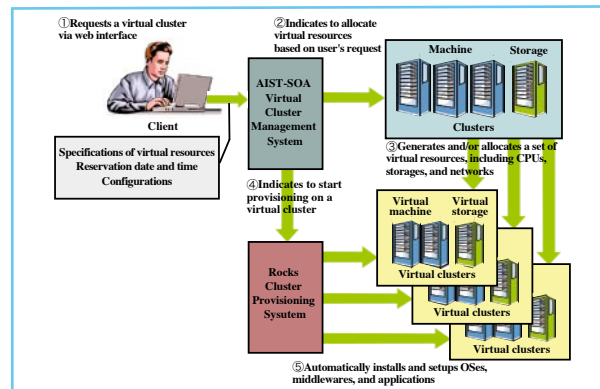 ①Requests a virtual cluster
via web interface
②Indicates to allocate
virtual resources
based on user's request
Machine
Storage
AIST-SOA
Virtual
Cluster
Management
System
Client
Clusters
Specifications of virtual resources
Reservation date and time
Configurations
③Generates and/or allocates a set of
virtual resources, including CPUs,
storages, and networks
④Indicates to start
provisioning on a
virtual cluster
Virtual
machine
Virtual
storage
Virtual clusters
Rocks
Cluster
Provisioning
Sysutem
Virtual clusters
Virtual clusters
⑤Automatically installs and setups OSes,
middlewares, and applications